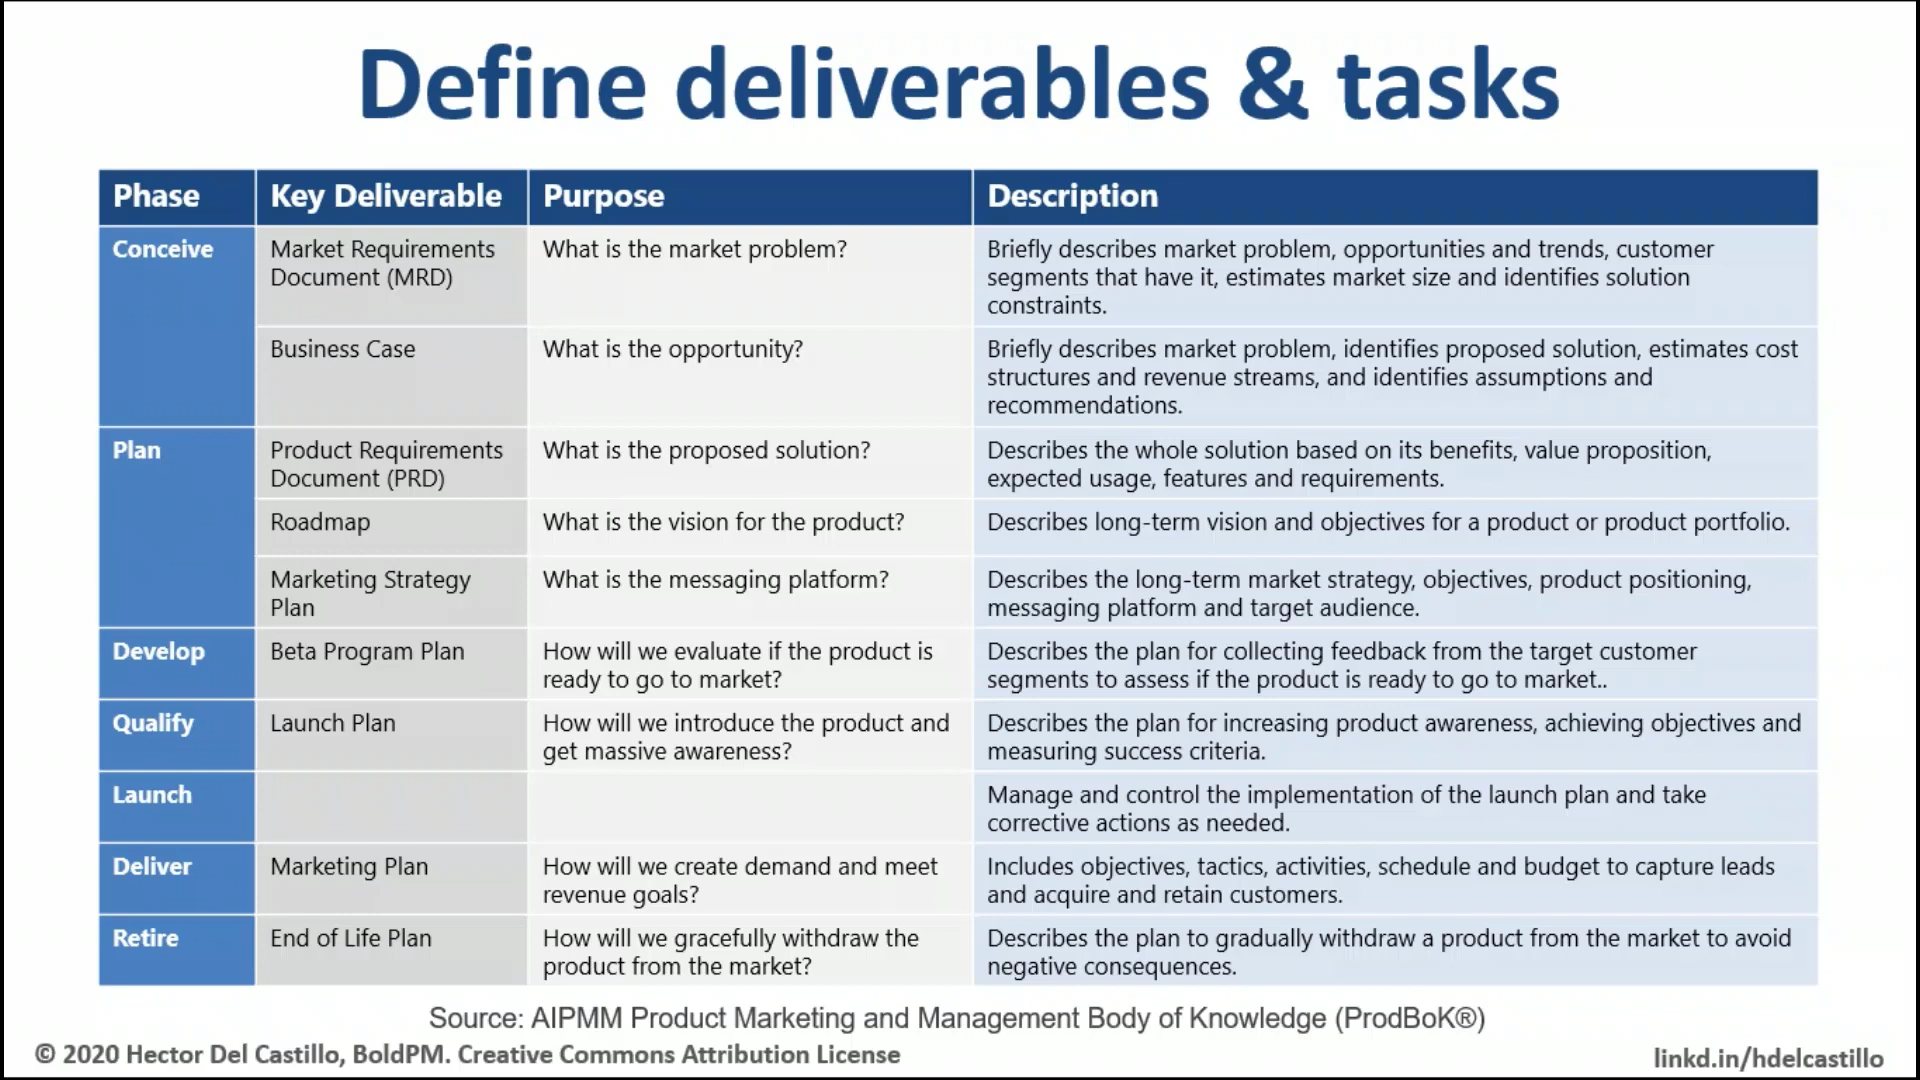 Define deliverables & tasks
Phase
Key Deliverable
Purpose
Description
Conceive
Market Requirements
Document (MRD)
What is the market problem?
Briefly describes market problem, opportunities and trends, customer
segments that have it, estimates market size and identifies solution
constraints.
Business Case
What is the opportunity?
Briefly describes market problem, identifies proposed solution, estimates cost
structures and revenue streams, and identifies assumptions and
recommendations.
Plan
Product Requirements
Document (PRD)
What is the proposed solution?
Describes the whole solution based on its benefits, value proposition,
expected usage, features and requirements.
Roadmap
What is the vision for the product?
Describes long-term vision and objectives for a product or product portfolio.
Marketing Strategy
Plan
What is the messaging platform?
Describes the long-term market strategy, objectives, product positioning,
messaging platform and target audience.
Develop
Beta Program Plan
How will we evaluate if the product is
ready to go to market?
Describes the plan for collecting feedback from the target customer
segments to assess if the product is ready to go to market..
Qualify
Launch Plan
How will we introduce the product and
get massive awareness?
Describes the plan for increasing product awareness, achieving objectives and
measuring success criteria.
Launch
Manage and control the implementation of the launch plan and take
corrective actions as needed.
Deliver
Marketing Plan
How will we create demand and meet
revenue goals?
Includes objectives, tactics, activities, schedule and budget to capture leads
and acquire and retain customers.
Retire
End of Life Plan
How will we gracefully withdraw the
product from the market?
Describes the plan to gradually withdraw a product from the market to avoid
negative consequences.
Source: AIPMM Product Marketing and Management Body of Knowledge (ProdBoK®)
© 2020 Hector Del Castillo, BoldPM. Creative Commons Attribution License
linkd.in/hdelcastillo